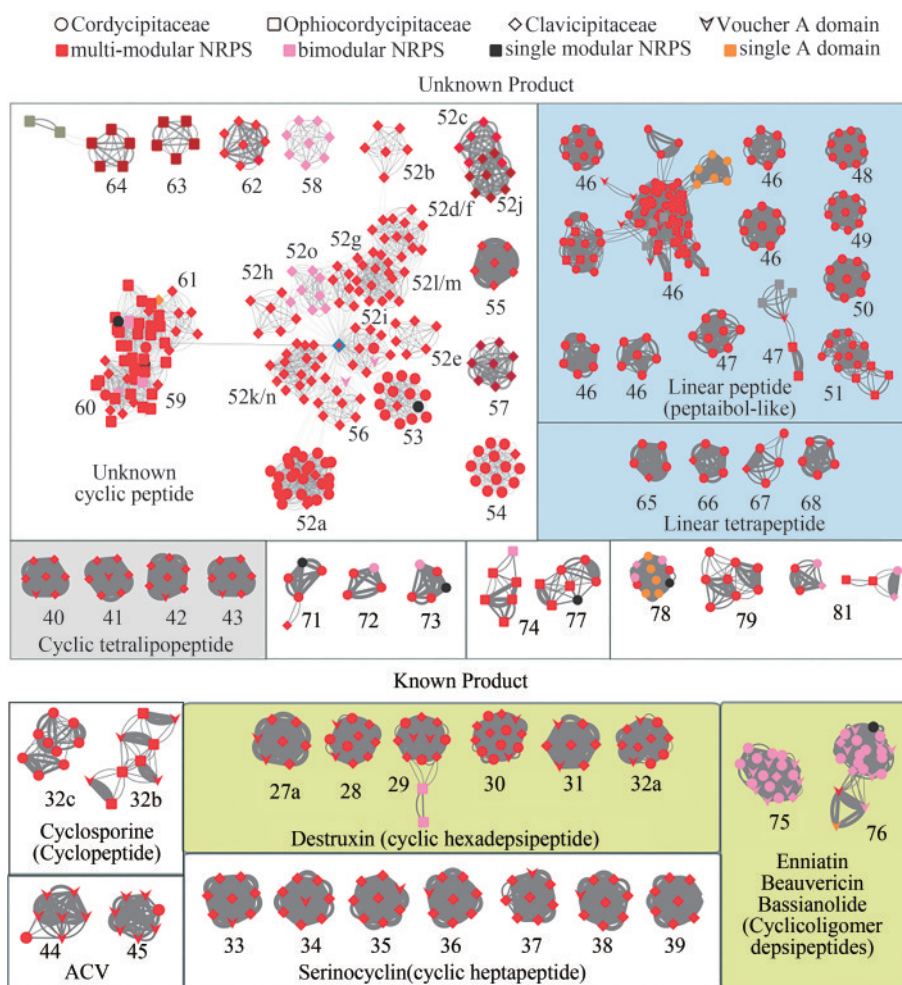 Cordycipitaceae Ophiocordycipitaceae Clavicipitaceae Voucher A domain
multi-modular NRPS bimodular NRPS single modular NRPS single A domain
Unknown Product
64 63 62 58 52b 52c
52j
52d/f
52g
52o
52h
52l/m
61
52i
55
52e
57
52k/n
60 59
56 53
Unknown
cyclic peptide
52a
54
46 46 48
46
46
49
50
46 46 47 47 51
Linear peptide
(peptaibol-like)
65 66 67 68
Linear tetrapeptide
40 41 42 43
Cyclic tetralipopeptide
71 72 73 74 77 78 79 81
Known Product
32c 32b
Cyclosporine
(Cyclopeptide)
27a 28 29 30 31 32a
Destruxin (cyclic hexadepsipeptide)
75 76
Enniatin
Beauvericin
Bassianolide
(Cyclicoligomer
depsipeptides)
44 45
ACV
33 34 35 36 37 38 39
Serinocyclin(cyclic heptapeptide)